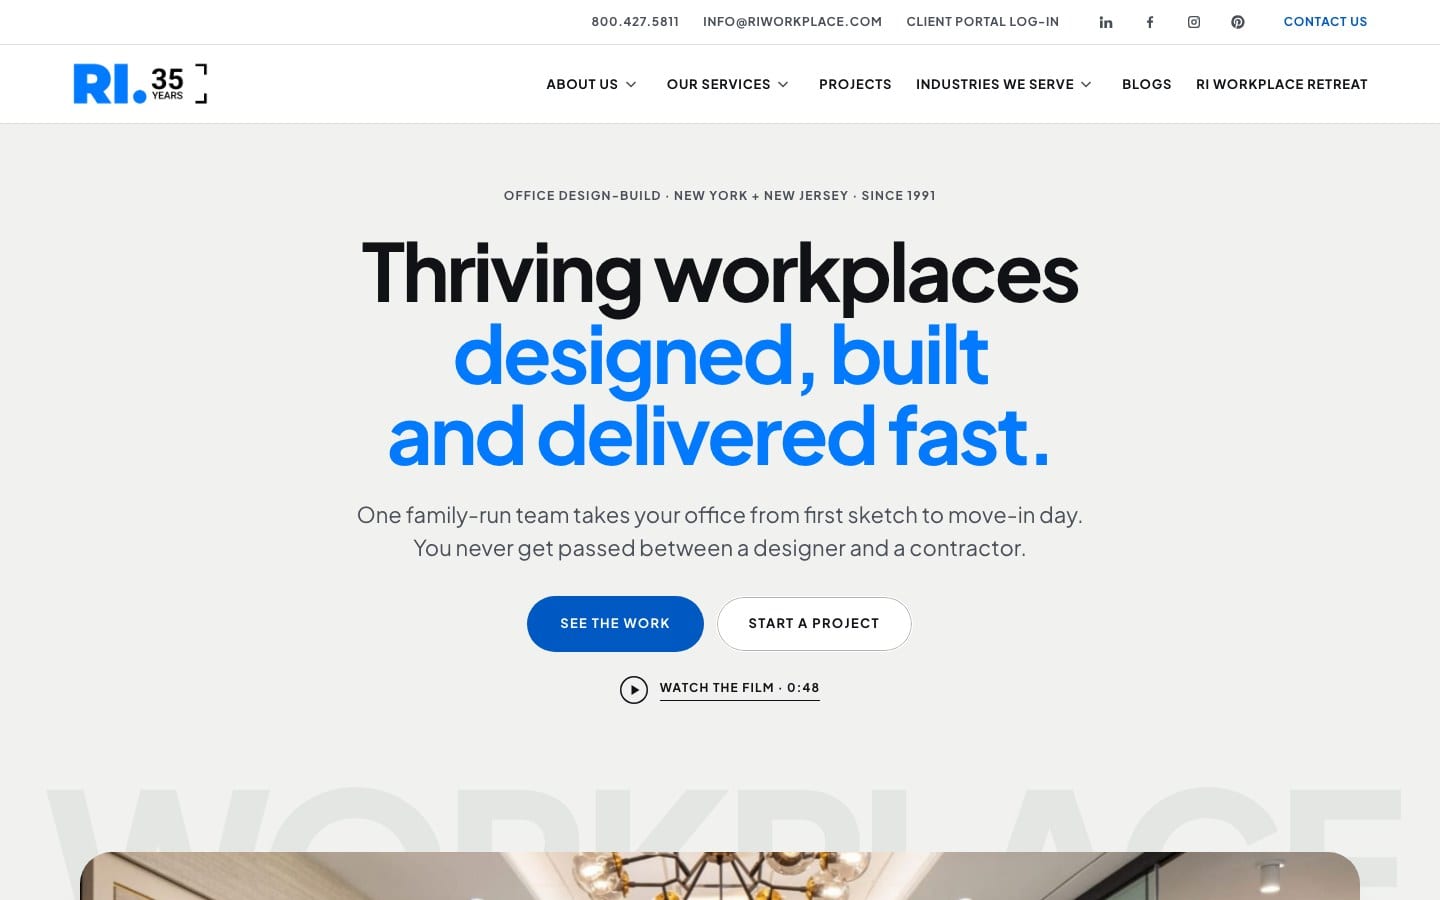 800.427.5811 INFO@RIWORKPLACE.COM CLIENT PORTAL LOG-IN CONTACT US
RI. 35 YEARS
ABOUT US OUR SERVICES PROJECTS INDUSTRIES WE SERVE BLOGS RI WORKPLACE RETREAT
OFFICE DESIGN-BUILD · NEW YORK + NEW JERSEY · SINCE 1991
Thriving workplaces
designed, built
and delivered fast.
One family-run team takes your office from first sketch to move-in day.
You never get passed between a designer and a contractor.
SEE THE WORK START A PROJECT
WATCH THE FILM · 0:48
WORKPLACE